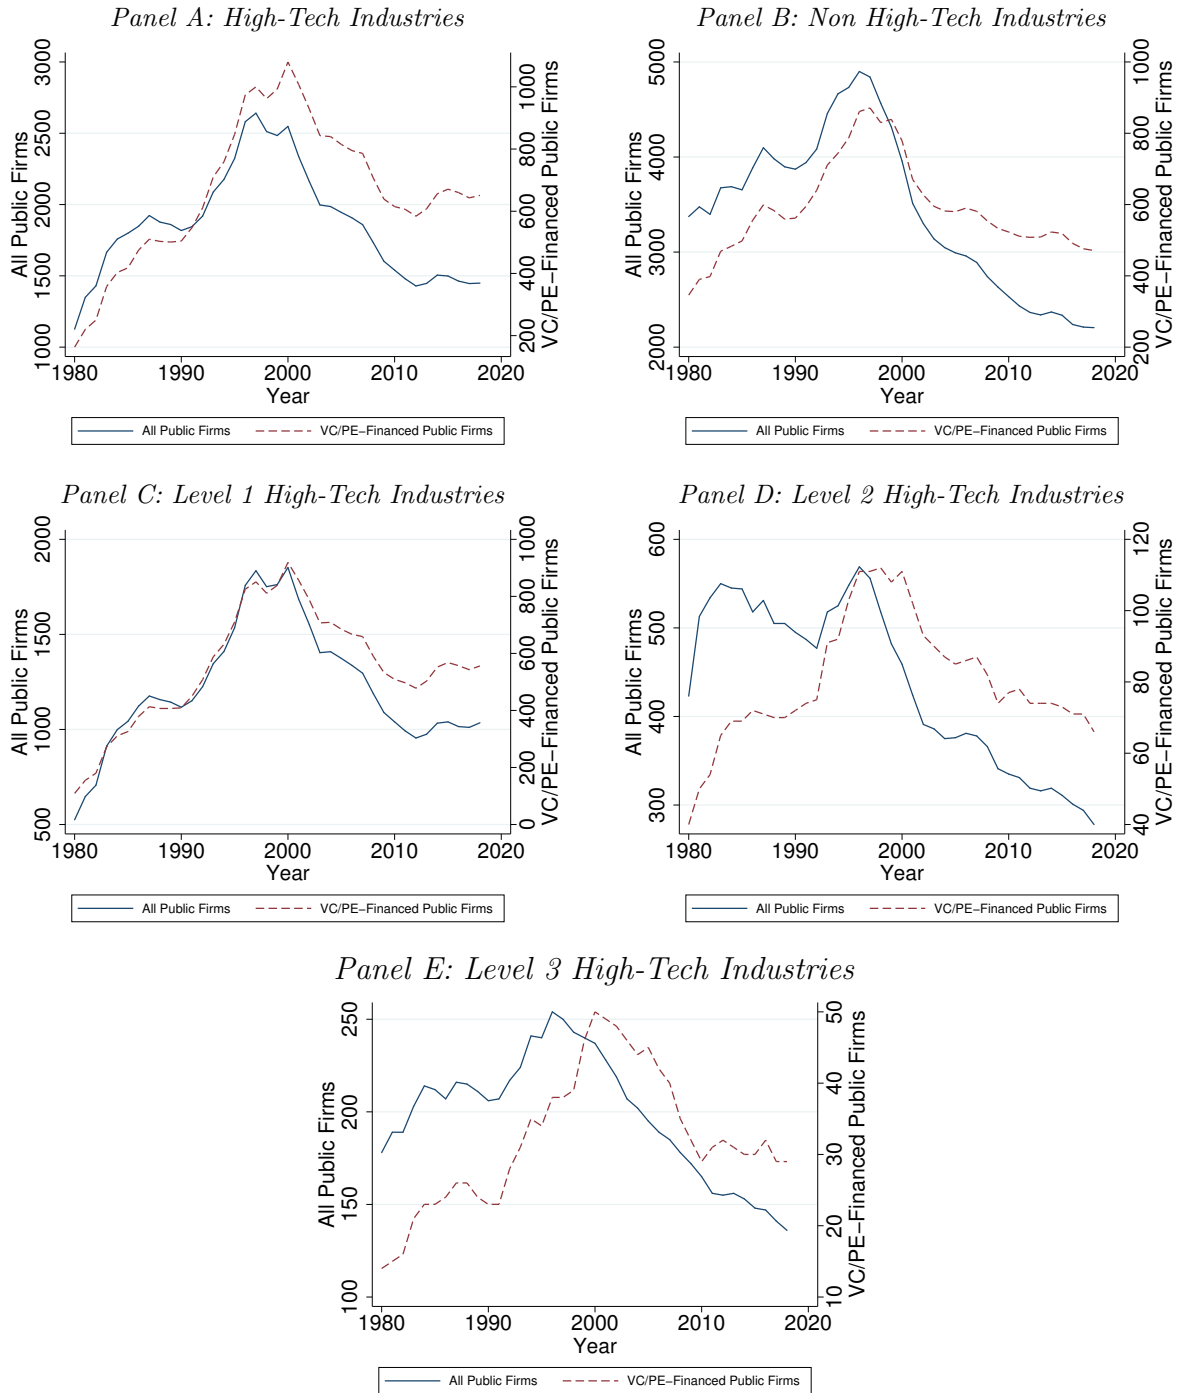 Panel A: High-Tech Industries
All Public Firms
1000 1500 2000 2500 3000
VC/PE−Financed Public Firms
200 400 600 800 1000
1980 1990 2000 2010 2020
Year
All Public Firms VC/PE−Financed Public Firms
Panel B: Non High-Tech Industries
All Public Firms
2000 3000 4000 5000
VC/PE−Financed Public Firms
200 400 600 800 1000
1980 1990 2000 2010 2020
Year
All Public Firms VC/PE−Financed Public Firms
Panel C: Level 1 High-Tech Industries
All Public Firms
500 1000 1500 2000
VC/PE−Financed Public Firms
0 200 400 600 800 1000
1980 1990 2000 2010 2020
Year
All Public Firms VC/PE−Financed Public Firms
Panel D: Level 2 High-Tech Industries
All Public Firms
300 400 500 600
VC/PE−Financed Public Firms
40 60 80 100 120
1980 1990 2000 2010 2020
Year
All Public Firms VC/PE−Financed Public Firms
Panel E: Level 3 High-Tech Industries
All Public Firms
100 150 200 250
VC/PE−Financed Public Firms
10 20 30 40 50
1980 1990 2000 2010 2020
Year
All Public Firms VC/PE−Financed Public Firms